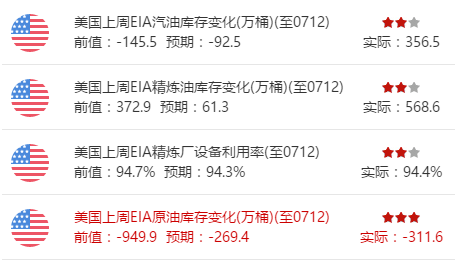 美国上周EIA汽油库存变化(万桶)(至0712)
前值：-145.5 预期：-92.5 实际：356.5
美国上周EIA精炼油库存变化(万桶)(至0712)
前值：372.9 预期：61.3 实际：568.6
美国上周EIA精炼厂设备利用率(至0712)
前值：94.7% 预期：94.3% 实际：94.4%
美国上周EIA原油库存变化(万桶)(至0712)
前值：-949.9 预期：-269.4 实际：-311.6